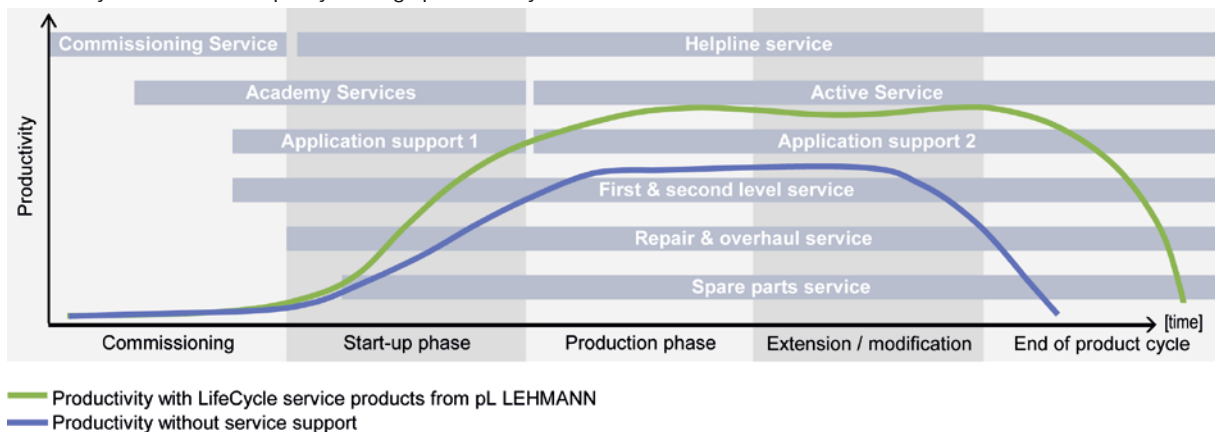 Commissioning Service
Helpline service
Academy Services
Active Service
Application support 1
Application support 2
First & second level service
Repair & overhaul service
Spare parts service
Productivity
[time]
Commissioning
Start-up phase
Production phase
Extension / modification
End of product cycle
Productivity with LifeCycle service products from pL LEHMANN
Productivity without service support